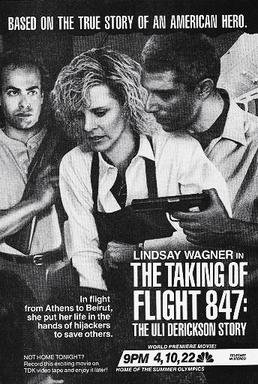 BASED ON THE TRUE STORY OF AN AMERICAN HERO.
LINDSAY WAGNER IN
THE TAKING OF
FLIGHT 847:
THE ULI DERICKSON STORY
In flight
from Athens to Beirut,
she put her life in the
hands of hijackers
to save others.
WORLD PREMIERE MOVIE!
NOT HOME TONIGHT?
Record this exciting movie on
TDK video tape and enjoy it later!
9PM 4, 10, 22
HOME OF THE SUMMER OLYMPICS